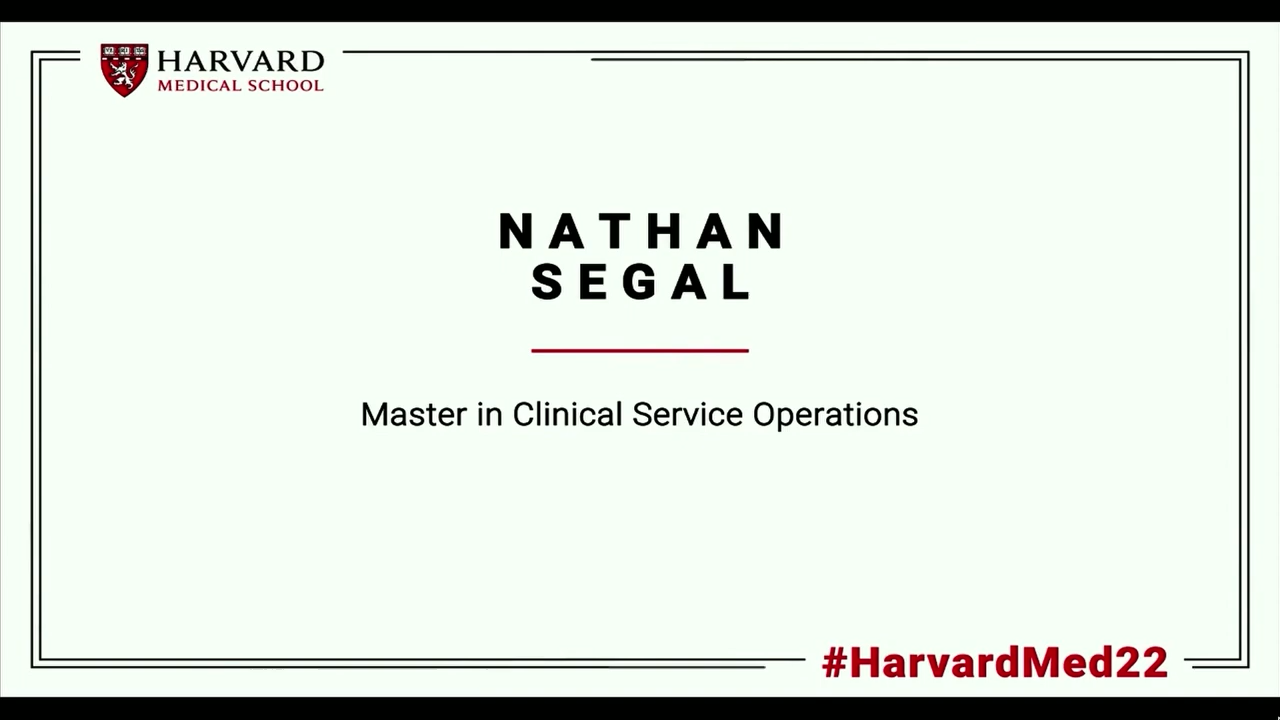 HARVARD
MEDICAL SCHOOL
NATHAN
SEGAL
Master in Clinical Service Operations
#HarvardMed22